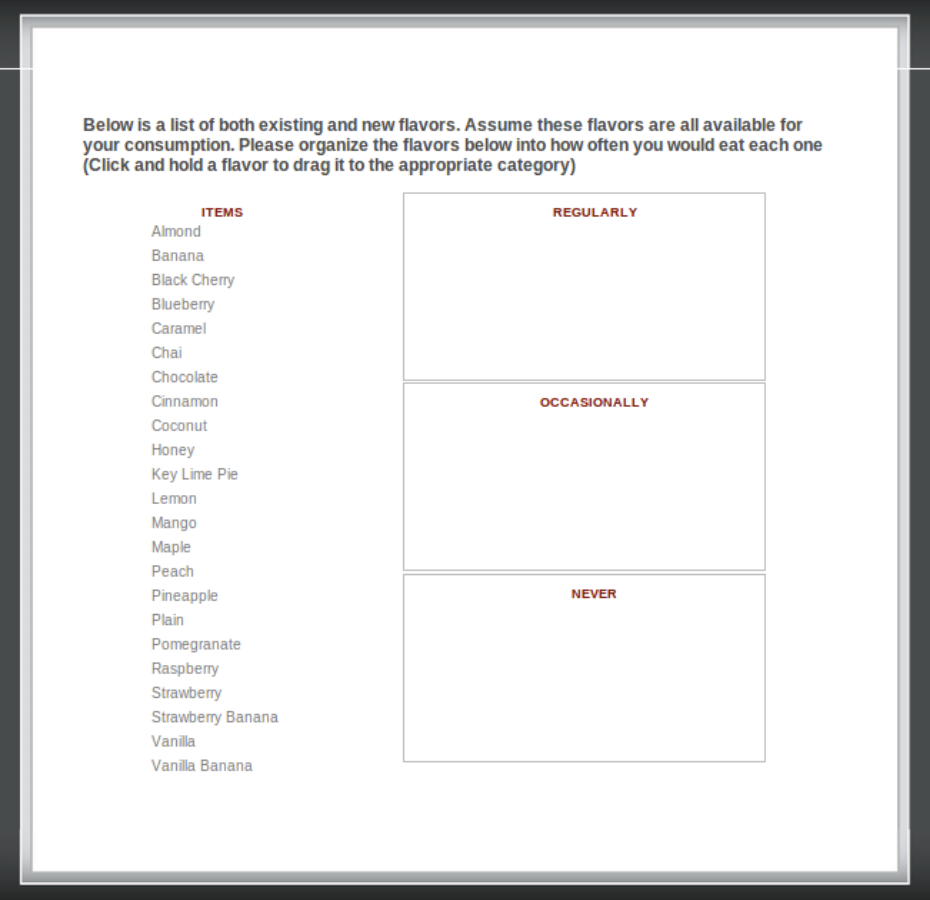 Below is a list of both existing and new flavors. Assume these flavors are all available for
your consumption. Please organize the flavors below into how often you would eat each one
(Click and hold a flavor to drag it to the appropriate category)
ITEMS
Almond
Banana
Black Cherry
Blueberry
Caramel
Chai
Chocolate
Cinnamon
Coconut
Honey
Key Lime Pie
Lemon
Mango
Maple
Peach
Pineapple
Plain
Pomegranate
Raspberry
Strawberry
Strawberry Banana
Vanilla
Vanilla Banana
REGULARLY
OCCASIONALLY
NEVER